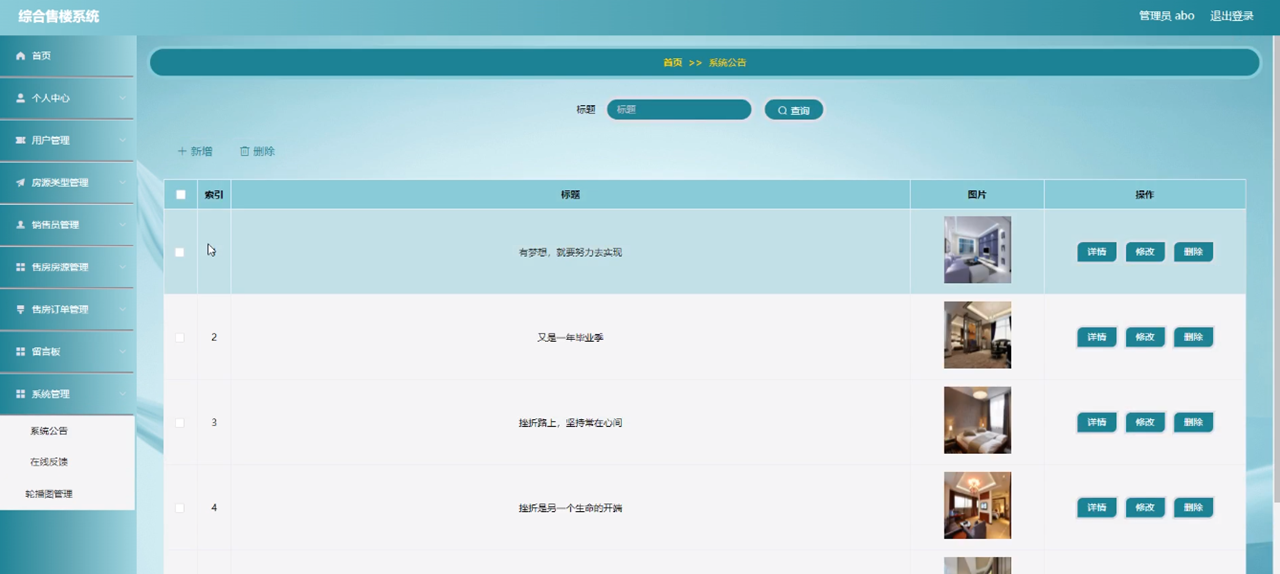 综合售楼系统
管理员 abo 退出登录
首页
个人中心
用户管理
房源类型管理
销售员管理
售房房源管理
售房订单管理
留言板
系统管理
系统公告
在线反馈
轮播图管理
首页 >> 系统公告
标题 标题 查询
新增 删除
索引 标题 图片 操作
有梦想，就要努力去实现 详情 修改 删除
2 又是一年毕业季 详情 修改 删除
3 挫折路上，坚持常在心间 详情 修改 删除
4 挫折是另一个生命的开端 详情 修改 删除